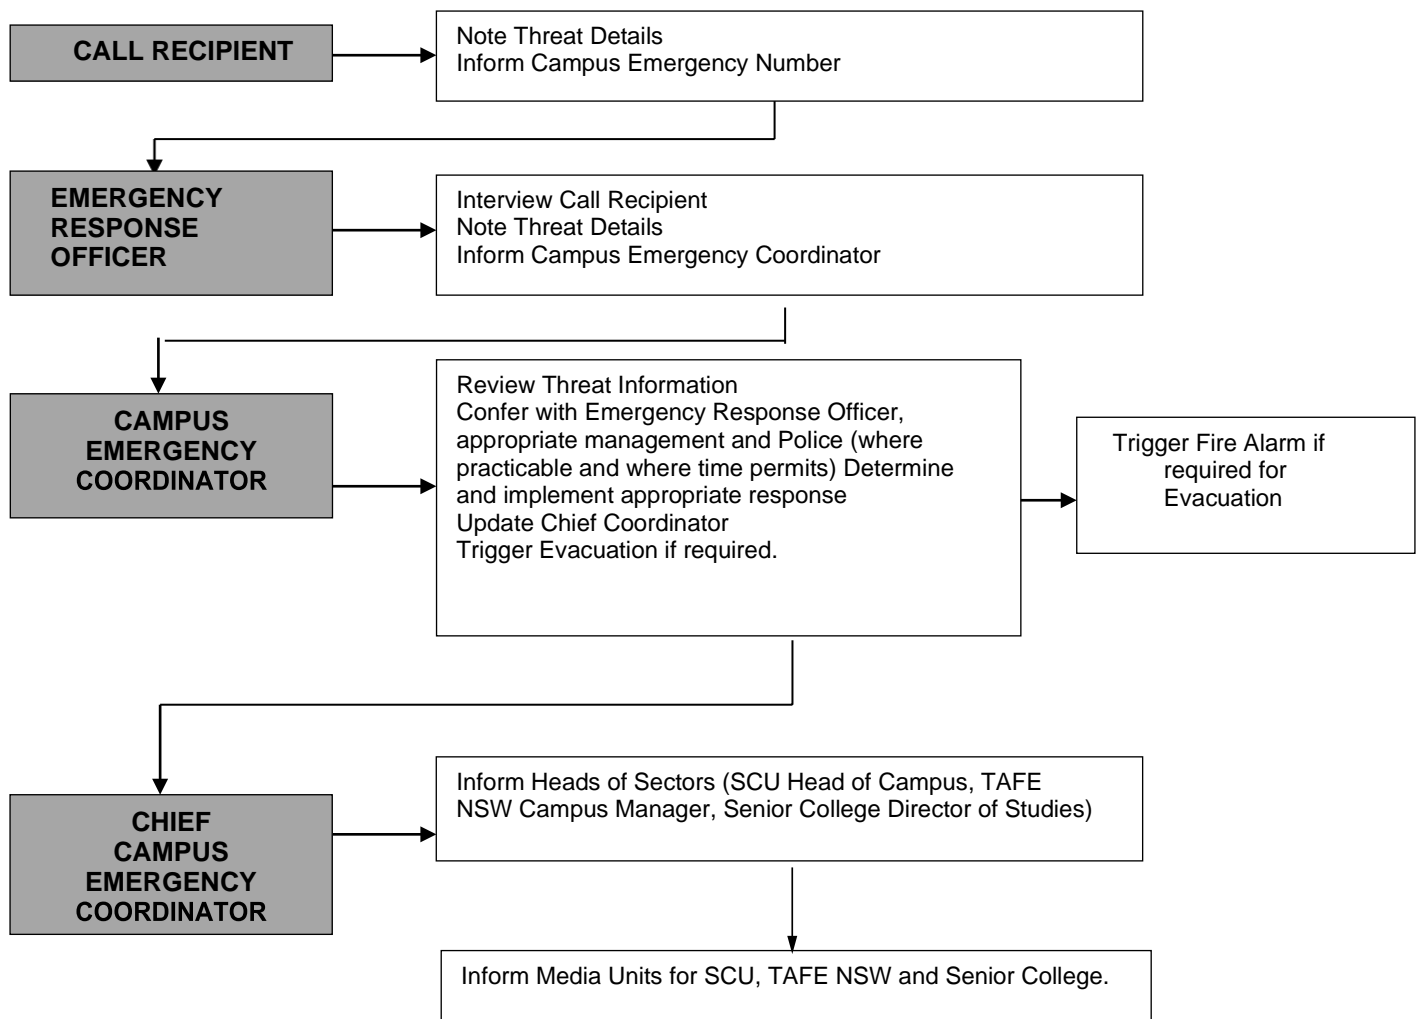 CALL RECIPIENT
Note Threat Details
Inform Campus Emergency Number
EMERGENCY
RESPONSE
OFFICER
Interview Call Recipient
Note Threat Details
Inform Campus Emergency Coordinator
CAMPUS
EMERGENCY
COORDINATOR
Review Threat Information
Confer with Emergency Response Officer,
appropriate management and Police (where
practicable and where time permits) Determine
and implement appropriate response
Update Chief Coordinator
Trigger Evacuation if required.
Trigger Fire Alarm if
required for
Evacuation
CHIEF
CAMPUS
EMERGENCY
COORDINATOR
Inform Heads of Sectors (SCU Head of Campus, TAFE
NSW Campus Manager, Senior College Director of Studies)
Inform Media Units for SCU, TAFE NSW and Senior College.